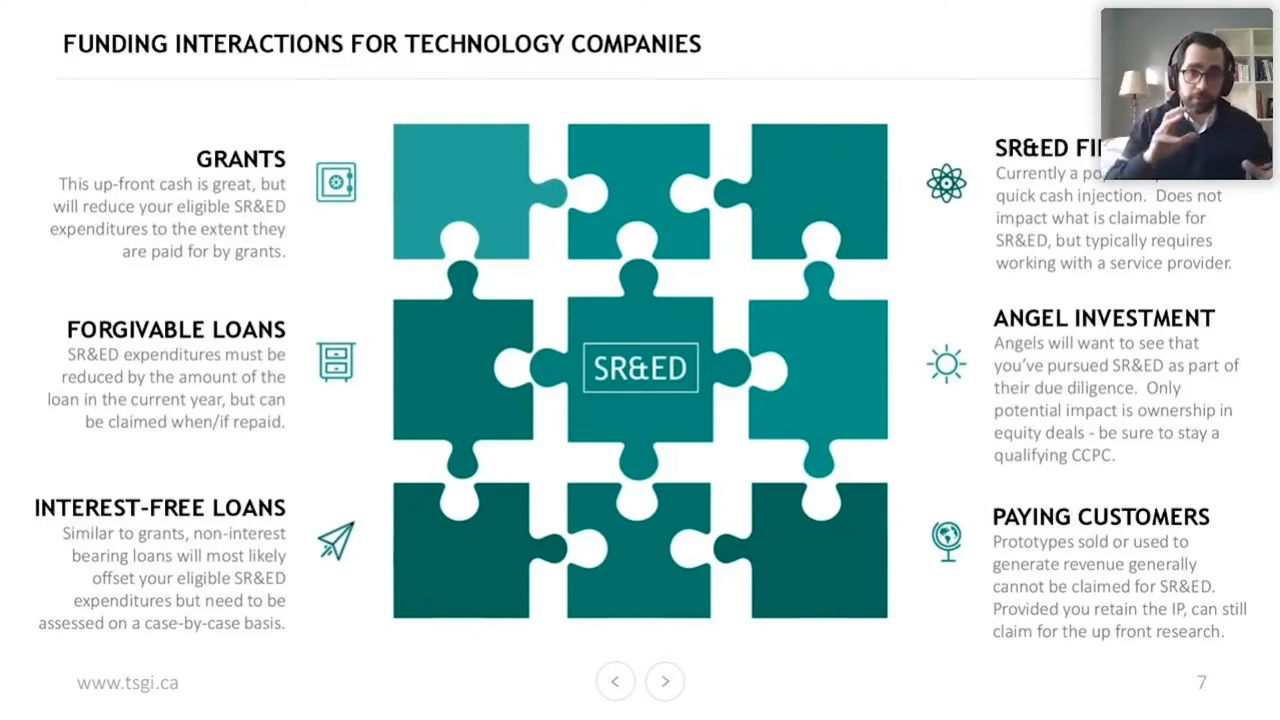 FUNDING INTERACTIONS FOR TECHNOLOGY COMPANIES
GRANTS
This up-front cash is great, but
will reduce your eligible SR&ED
expenditures to the extent they
are paid for by grants.
FORGIVABLE LOANS
SR&ED expenditures must be
reduced by the amount of the
loan in the current year, but can
be claimed when/if repaid.
INTEREST-FREE LOANS
Similar to grants, non-interest
bearing loans will most likely
offset your eligible SR&ED
expenditures but need to be
assessed on a case-by-case basis.
SR&ED
SR&ED
Currently a
quick cash injection. Does not
impact what is claimable for
SR&ED, but typically requires
working with a service provider.
ANGEL INVESTMENT
Angels will want to see that
you've pursued SR&ED as part of
their due diligence. Only
potential impact is ownership in
equity deals - be sure to stay a
qualifying CCPC.
PAYING CUSTOMERS
Prototypes sold or used to
generate revenue generally
cannot be claimed for SR&ED.
Provided you retain the IP, can still
claim for the up front research.
www.tsgi.ca
7